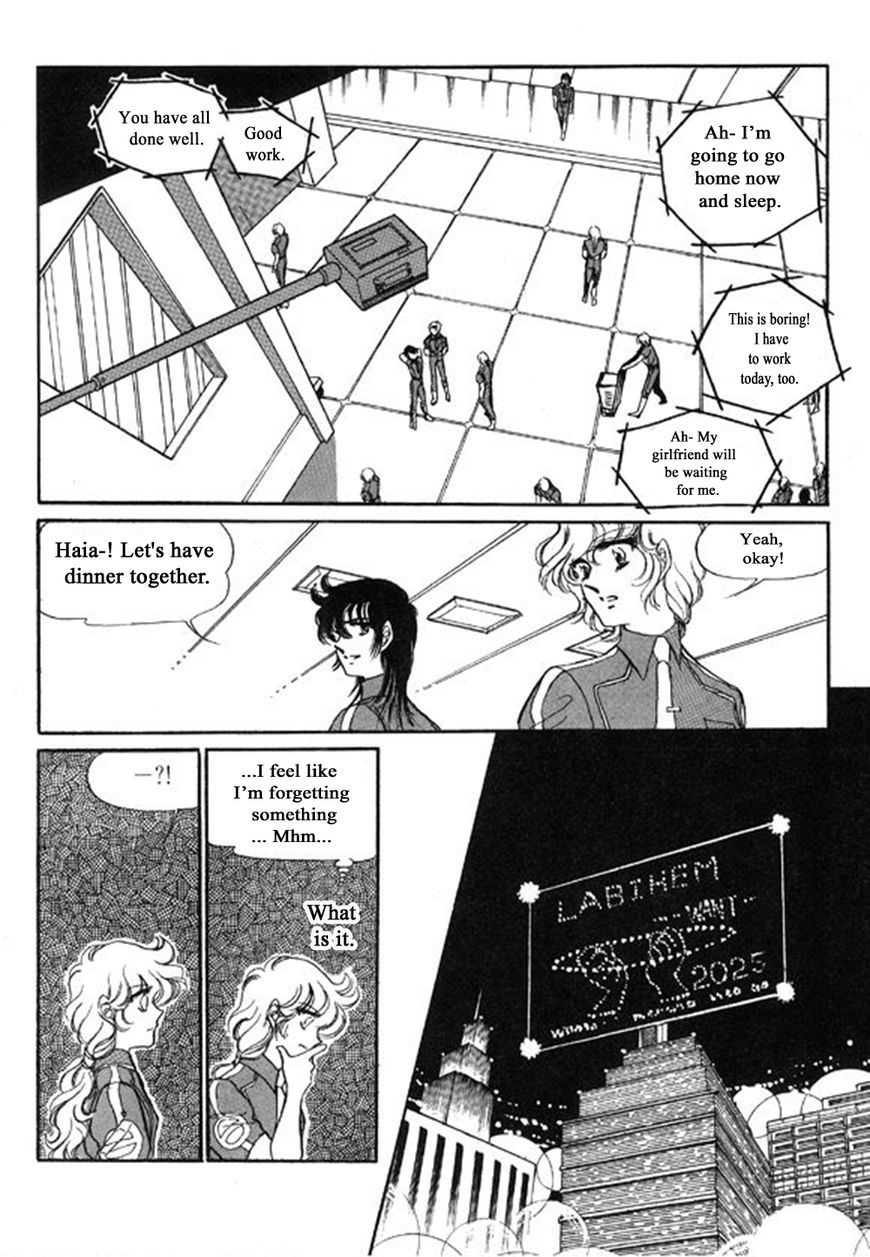 You have all
done well.
Good
work.
Ah- I'm
going to go
home now
and sleep.
This is boring!
I have
to work
today, too.
Ah- My
girlfriend will
be waiting
for me.
Haia-! Let's have
dinner together.
Yeah,
okay!
—?!
...I feel like
I'm forgetting
something
... Mhm...
What
is it.
LABIHEM
... WANT...
2025